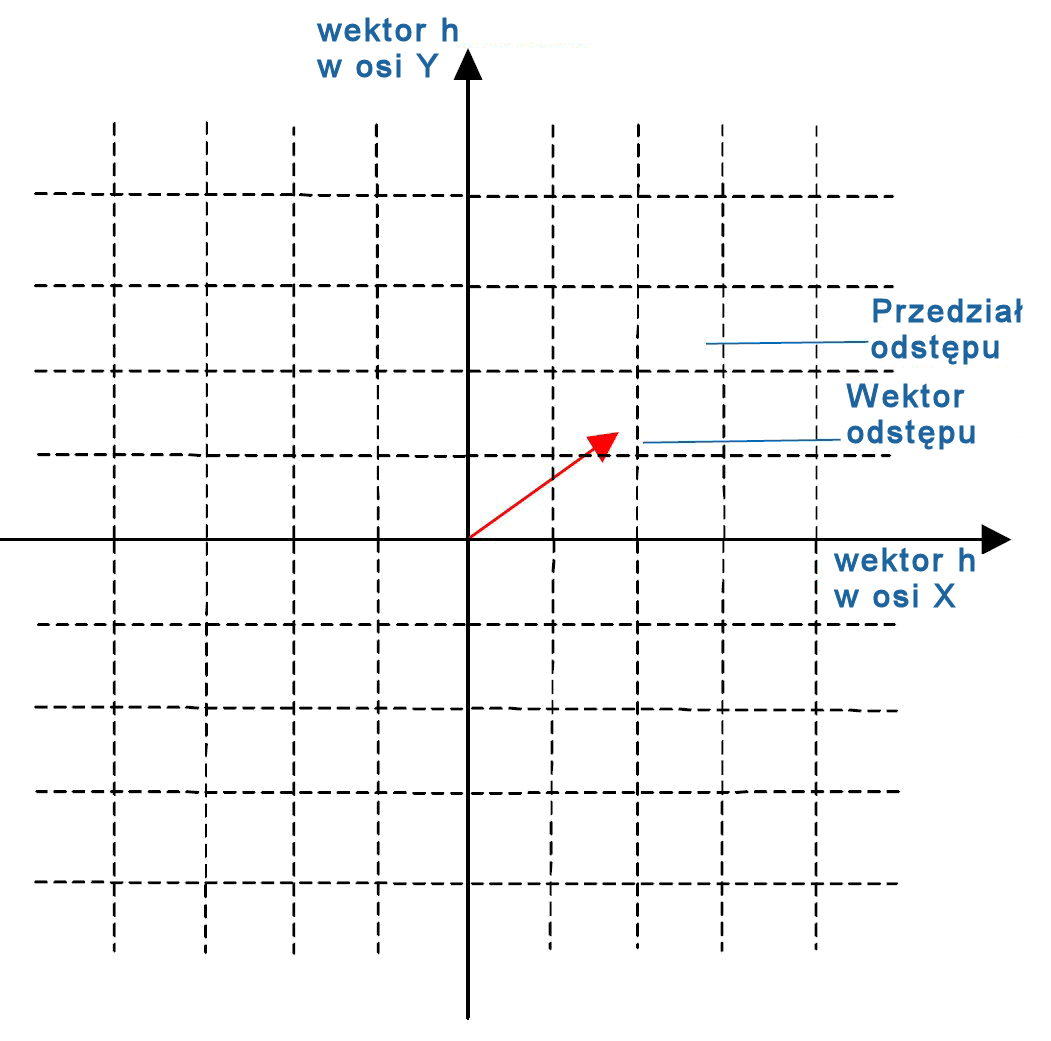 wektor h
w osi Y
Przedział
odstępu
Wektor
odstępu
wektor h
w osi X